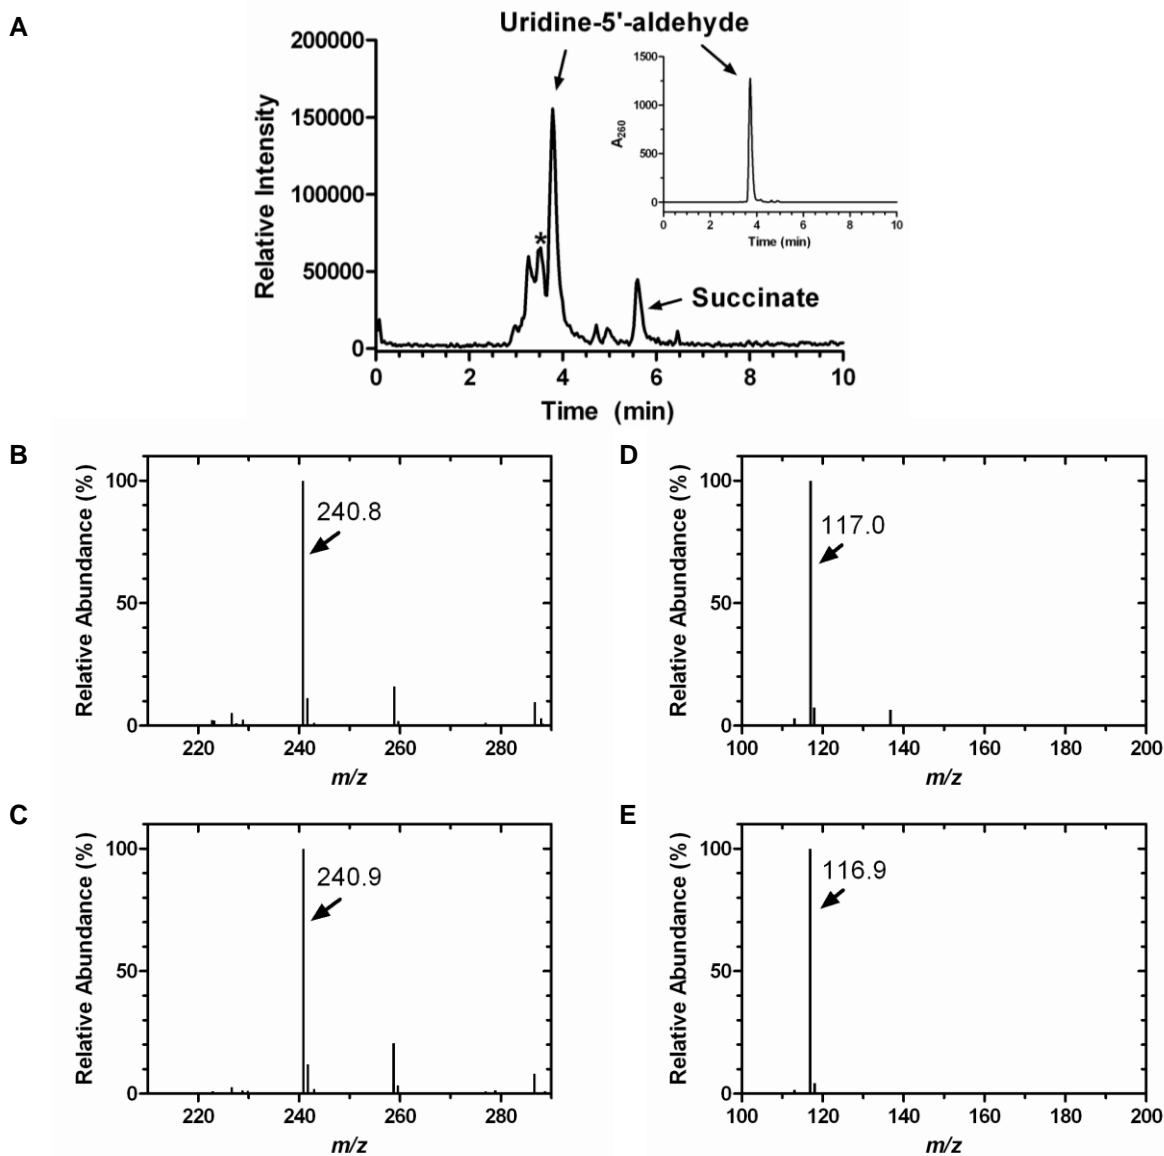 A
Uridine-5'-aldehyde
200000
150000
100000
50000
0
Relative Intensity
*
Succinate
0 2 4 6 8 10
Time (min)
1500
1000
500
0
A260
0 2 4 6 8 10
Time (min)
B
100
50
0
Relative Abundance (%)
240.8
220 240 260 280
m/z
D
100
50
0
Relative Abundance (%)
117.0
100 120 140 160 180 200
m/z
C
100
50
0
Relative Abundance (%)
240.9
220 240 260 280
m/z
E
100
50
0
Relative Abundance (%)
116.9
100 120 140 160 180 200
m/z